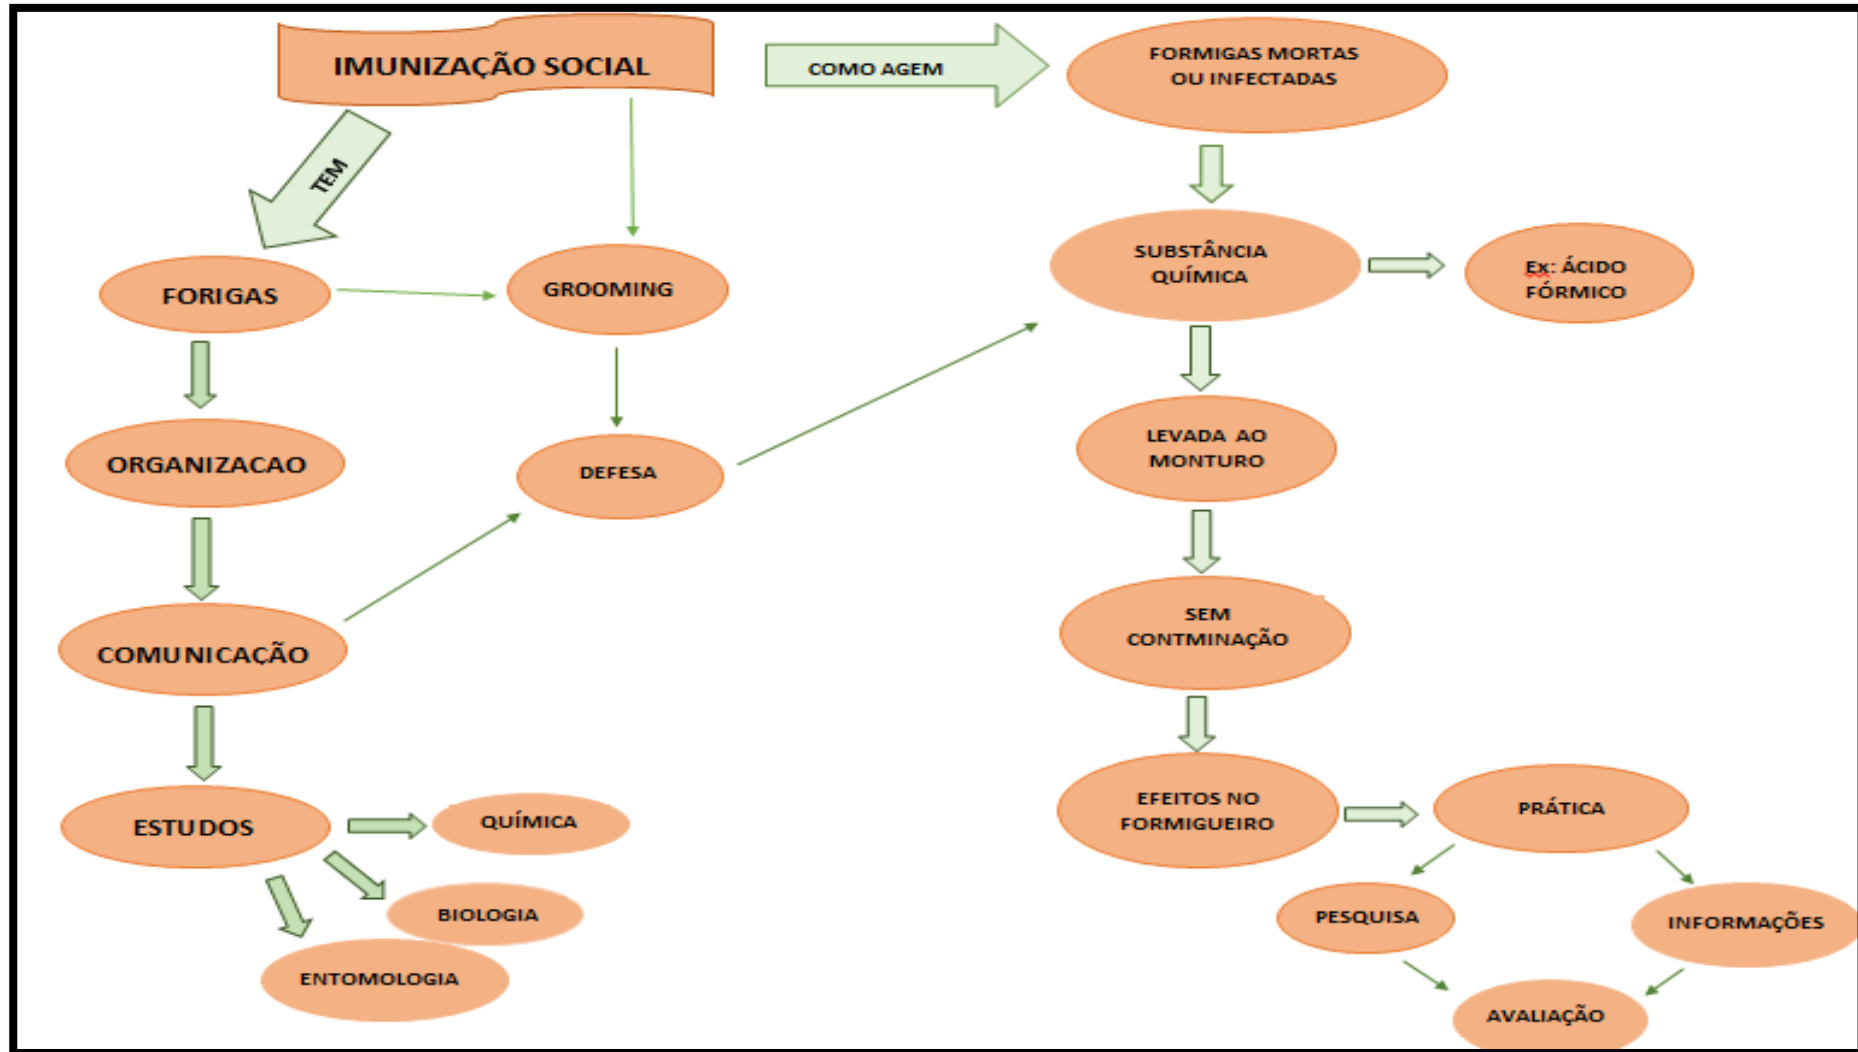 IMUNIZAÇÃO SOCIAL
COMO AGEM
FORMIGAS MORTAS
OU INFECTADAS
TEM
FORIGAS
GROOMING
SUBSTÂNCIA
QUÍMICA
Ex: ÁCIDO
FÓRMICO
ORGANIZACAO
DEFESA
LEVADA AO
MONTURO
COMUNICAÇÃO
SEM
CONTMINAÇÃO
ESTUDOS
QUÍMICA
BIOLOGIA
ENTOMOLOGIA
EFEITOS NO
FORMIGUEIRO
PRÁTICA
PESQUISA
INFORMAÇÕES
AVALIAÇÃO